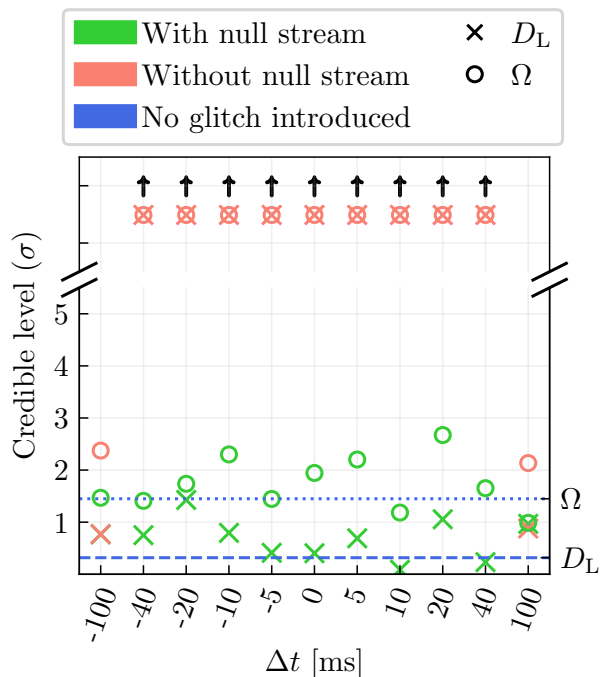 With null stream
Without null stream
No glitch introduced
D_L
Ω
Credible level (σ)
5
4
3
2
1
Ω
D_L
-100 -40 -20 -10 -5 0 5 10 20 40 100
Δt [ms]